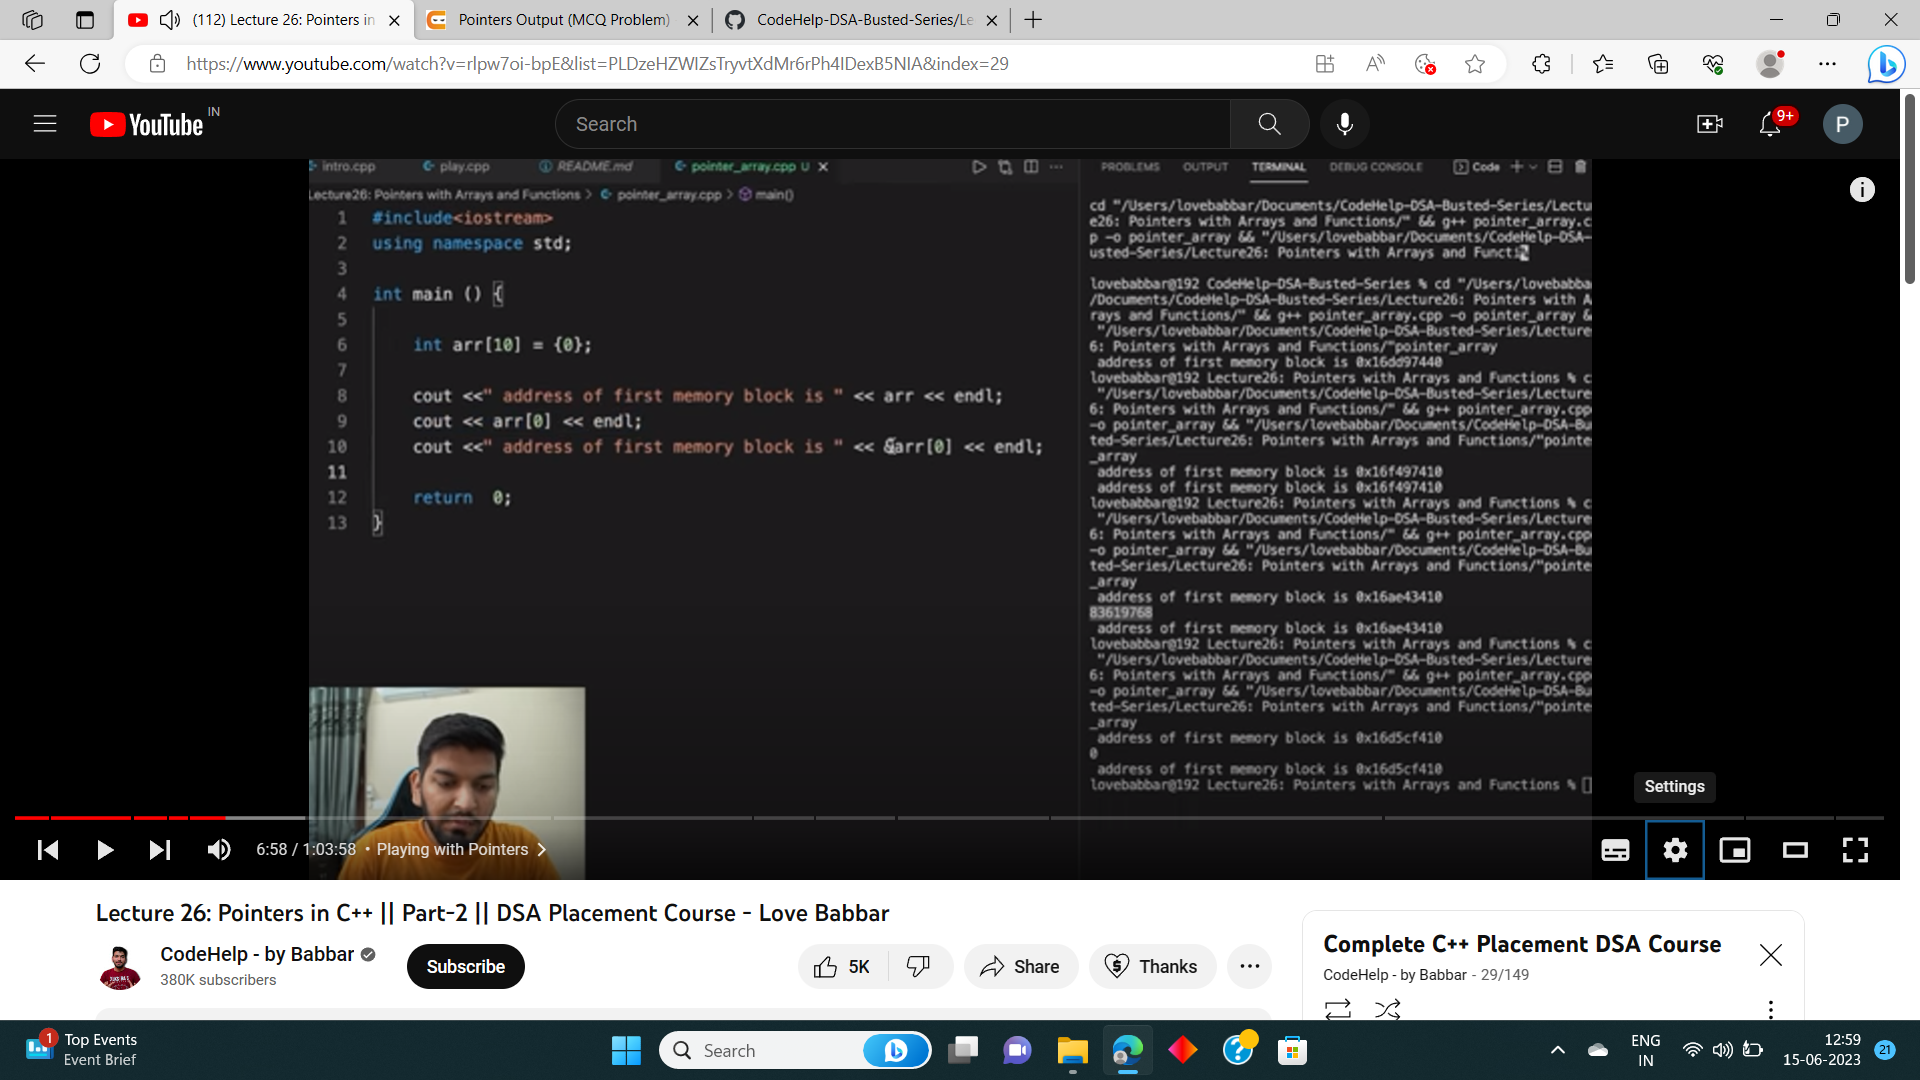 (112) Lecture 26: Pointers in
Pointers Output (MCQ Problem)
CodeHelp-DSA-Busted-Series/Le
https://www.youtube.com/watch?v=rlpw7oi-bpE&list=PLDzeHZWIZsTryvtXdMr6rPh4IDexB5NIA&index=29
YouTube IN
Search
9+
P
intro.cpp play.cpp README.md pointer_array.cpp U
PROBLEMS OUTPUT TERMINAL DEBUG CONSOLE Code
Lecture26: Pointers with Arrays and Functions > pointer_array.cpp > main()
1 #include<iostream>
2 using namespace std;
3
4 int main () {
5
6 int arr[10] = {0};
7
8 cout <<" address of first memory block is " << arr << endl;
9 cout << arr[0] << endl;
10 cout <<" address of first memory block is " << &arr[0] << endl;
11
12 return 0;
13 }
cd "/Users/lovebabbar/Documents/CodeHelp-DSA-Busted-Series/Lectu
e26: Pointers with Arrays and Functions/" && g++ pointer_array.c
p -o pointer_array && "/Users/lovebabbar/Documents/CodeHelp-DSA-
usted-Series/Lecture26: Pointers with Arrays and Functi
lovebabbar@192 CodeHelp-DSA-Busted-Series % cd "/Users/lovebabba
/Documents/CodeHelp-DSA-Busted-Series/Lecture26: Pointers with A
rays and Functions/" && g++ pointer_array.cpp -o pointer_array &
"/Users/lovebabbar/Documents/CodeHelp-DSA-Busted-Series/Lecture
6: Pointers with Arrays and Functions/"pointer_array
address of first memory block is 0x16dd97440
lovebabbar@192 Lecture26: Pointers with Arrays and Functions % c
"/Users/lovebabbar/Documents/CodeHelp-DSA-Busted-Series/Lecture
6: Pointers with Arrays and Functions/" && g++ pointer_array.cpp
-o pointer_array && "/Users/lovebabbar/Documents/CodeHelp-DSA-Bu
ted-Series/Lecture26: Pointers with Arrays and Functions/"pointe
_array
address of first memory block is 0x16f497410
address of first memory block is 0x16f497410
lovebabbar@192 Lecture26: Pointers with Arrays and Functions % c
"/Users/lovebabbar/Documents/CodeHelp-DSA-Busted-Series/Lecture
6: Pointers with Arrays and Functions/" && g++ pointer_array.cpp
-o pointer_array && "/Users/lovebabbar/Documents/CodeHelp-DSA-Bu
ted-Series/Lecture26: Pointers with Arrays and Functions/"pointe
_array
address of first memory block is 0x16ae43410
83619768
address of first memory block is 0x16ae43410
lovebabbar@192 Lecture26: Pointers with Arrays and Functions % c
"/Users/lovebabbar/Documents/CodeHelp-DSA-Busted-Series/Lecture
6: Pointers with Arrays and Functions/" && g++ pointer_array.cpp
-o pointer_array && "/Users/lovebabbar/Documents/CodeHelp-DSA-Bu
ted-Series/Lecture26: Pointers with Arrays and Functions/"pointe
_array
address of first memory block is 0x16d5cf410
0
address of first memory block is 0x16d5cf410
lovebabbar@192 Lecture26: Pointers with Arrays and Functions %
Settings
6:58 / 1:03:58 • Playing with Pointers >
Lecture 26: Pointers in C++ || Part-2 || DSA Placement Course - Love Babbar
CodeHelp - by Babbar
380K subscribers
Subscribe
5K
Share
Thanks
Complete C++ Placement DSA Course
CodeHelp - by Babbar - 29/149
1
Top Events
Event Brief
Search
ENG
IN
12:59
15-06-2023
21